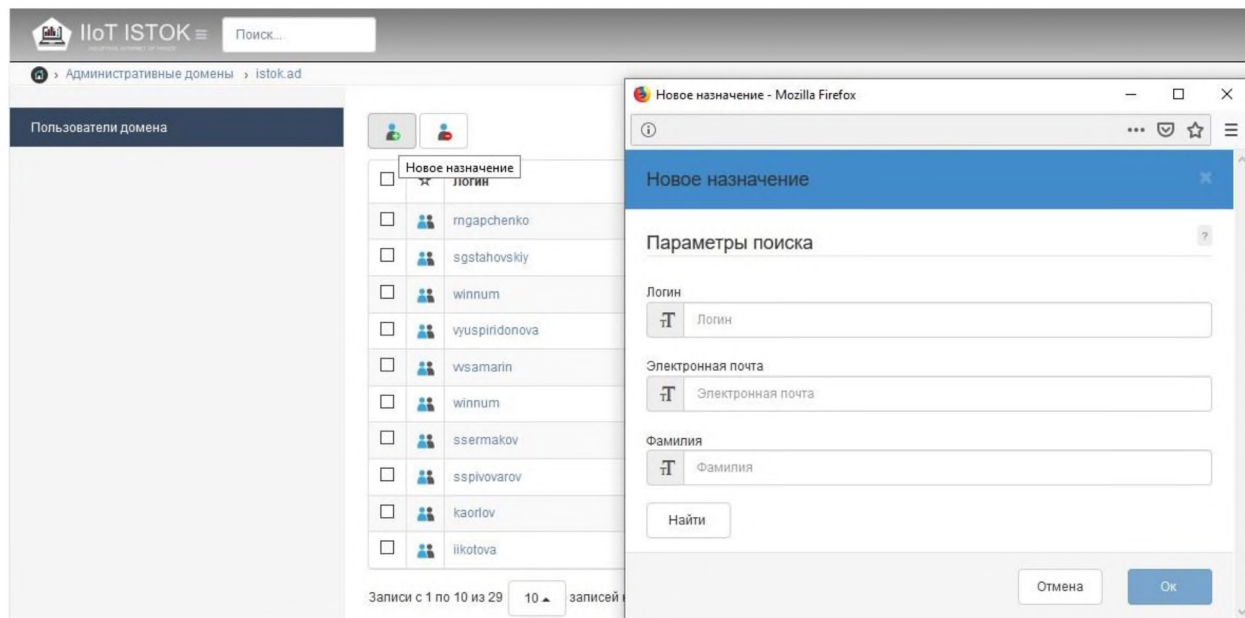 IIoT ISTOK
Поиск...
Административные домены › istok.ad
Пользователи домена
Новое назначение
Логин
rngapchenko
sgstahovskiy
winnum
vyuspiridonova
vvsamarin
winnum
ssermakov
sspivovarov
kaorlov
iikotova
Записи с 1 по 10 из 29 10 записей
Новое назначение - Mozilla Firefox
Новое назначение
Параметры поиска
?
Логин
Логин
Электронная почта
Электронная почта
Фамилия
Фамилия
Найти
Отмена
Ок